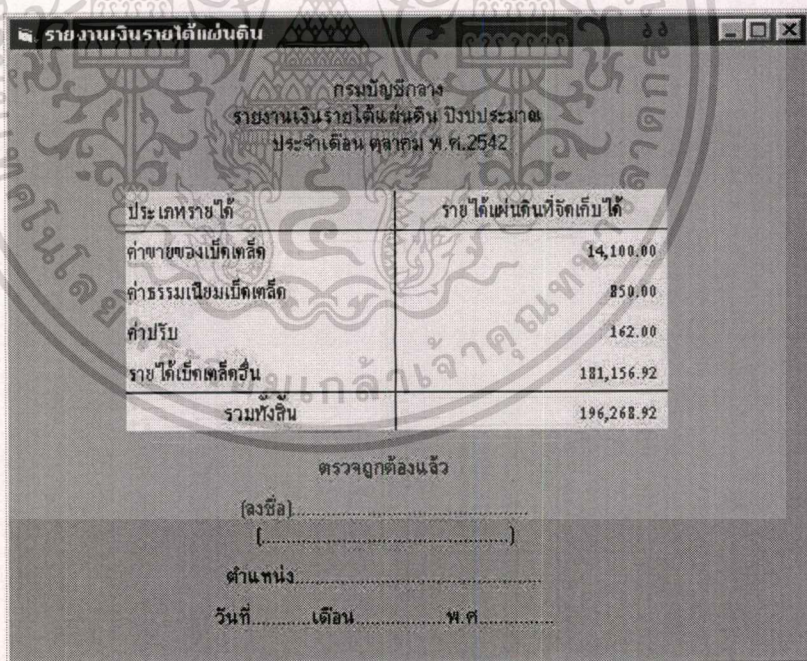 รายงานเงินรายได้แผ่นดิน
กรมบัญชีกลาง
รายงานเงินรายได้แผ่นดิน ปีงบประมาณ
ประจำเดือน ตุลาคม พ.ศ.2542
ประเภทรายได้ รายได้แผ่นดินที่จัดเก็บได้
ค่าขายของเบ็ดเตล็ด 14,100.00
ค่าธรรมเนียมเบ็ดเตล็ด 850.00
ค่าปรับ 162.00
รายได้เบ็ดเตล็ดอื่น 181,156.92
รวมทั้งสิ้น 196,268.92
ตรวจถูกต้องแล้ว
(ลงชื่อ)..........................................
(..........................................)
ตำแหน่ง..........................................
วันที่...........เดือน................พ.ศ.............